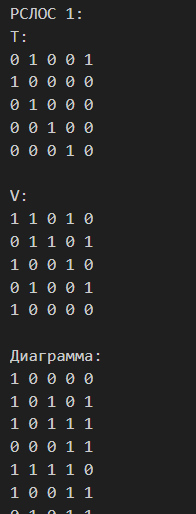 РСЛОС 1:
T:
0 1 0 0 1
1 0 0 0 0
0 1 0 0 0
0 0 1 0 0
0 0 0 1 0
V:
1 1 0 1 0
0 1 1 0 1
1 0 0 1 0
0 1 0 0 1
1 0 0 0 0
Диаграмма:
1 0 0 0 0
1 0 1 0 1
1 0 1 1 1
0 0 0 1 1
1 1 1 1 0
1 0 0 1 1